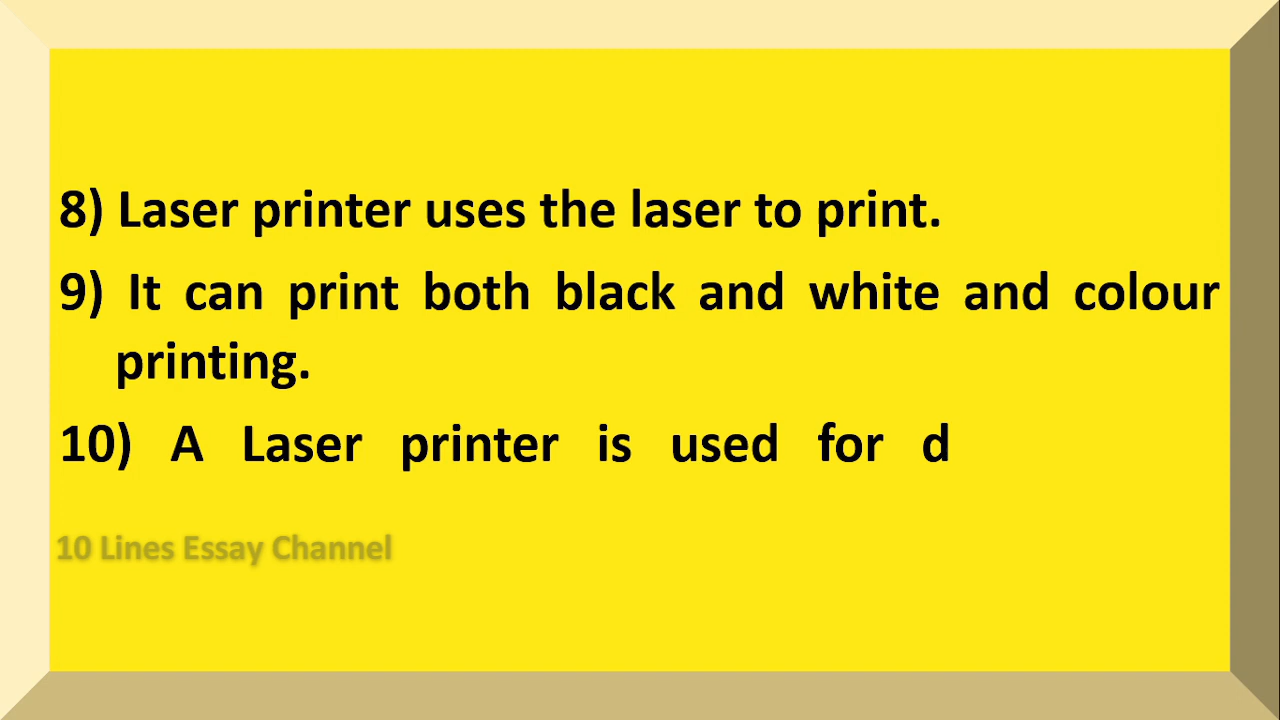 8) Laser printer uses the laser to print.
9) It can print both black and white and colour
printing.
10) A Laser printer is used for d
10 Lines Essay Channel